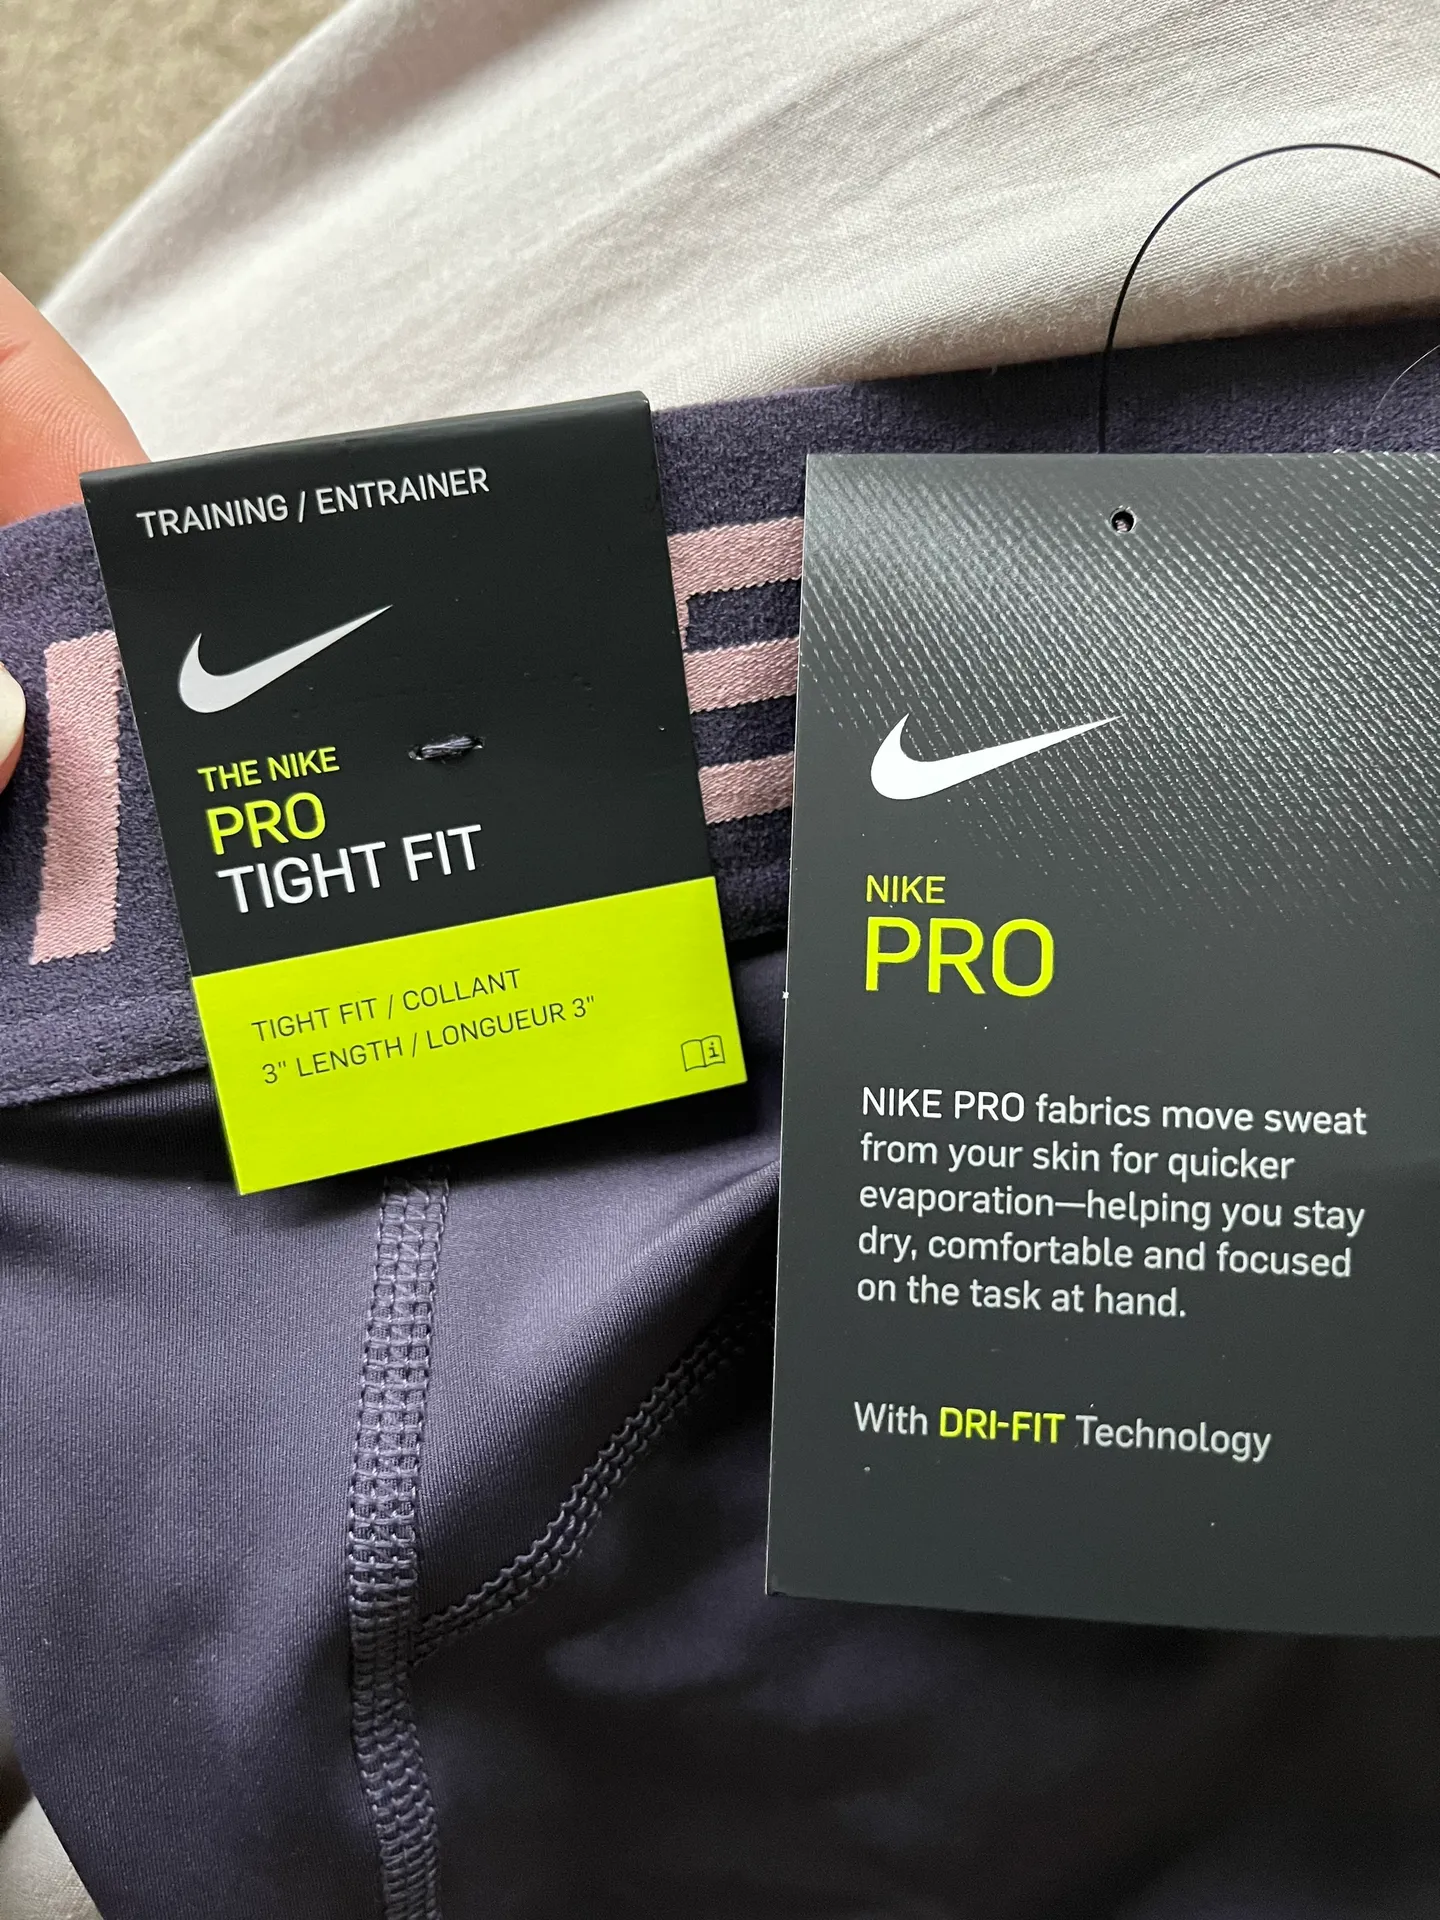 TRAINING / ENTRAINER
THE NIKE
PRO
TIGHT FIT
TIGHT FIT / COLLANT
3" LENGTH / LONGUEUR 3"
i
NIKE
PRO
NIKE PRO fabrics move sweat
from your skin for quicker
evaporation—helping you stay
dry, comfortable and focused
on the task at hand.
With DRI-FIT Technology